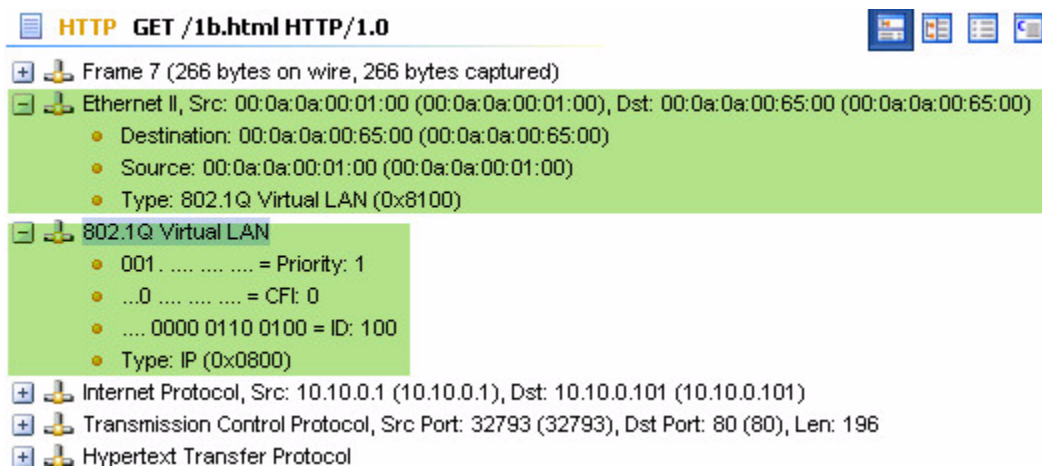 HTTP GET /1b.html HTTP/1.0
Frame 7 (266 bytes on wire, 266 bytes captured)
Ethernet II, Src: 00:0a:0a:00:01:00 (00:0a:0a:00:01:00), Dst: 00:0a:0a:00:65:00 (00:0a:0a:00:65:00)
Destination: 00:0a:0a:00:65:00 (00:0a:0a:00:65:00)
Source: 00:0a:0a:00:01:00 (00:0a:0a:00:01:00)
Type: 802.1Q Virtual LAN (0x8100)
802.1Q Virtual LAN
001. .... .... .... = Priority: 1
...0 .... .... .... = CFI: 0
.... 0000 0110 0100 = ID: 100
Type: IP (0x0800)
Internet Protocol, Src: 10.10.0.1 (10.10.0.1), Dst: 10.10.0.101 (10.10.0.101)
Transmission Control Protocol, Src Port: 32793 (32793), Dst Port: 80 (80), Len: 196
Hypertext Transfer Protocol